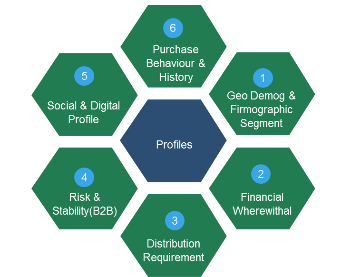 6
Purchase
Behaviour &
History
1
Geo Demog &
Firmographic
Segment
2
Financial
Wherewithal
3
Distribution
Requirement
4
Risk &
Stability(B2B)
5
Social & Digital
Profile
Profiles